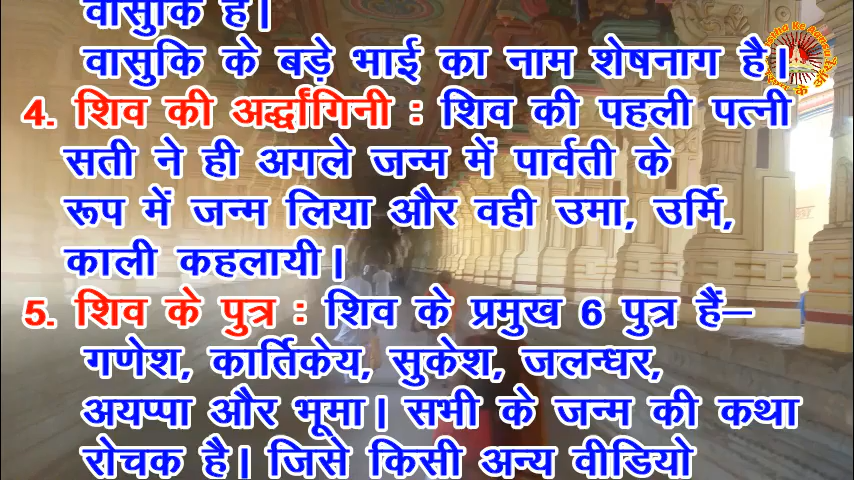 वासुकि है।
वासुकि के बड़े भाई का नाम शेषनाग है।
4. शिव की अर्द्धांगिनी : शिव की पहली पत्नी
सती ने ही अगले जन्म में पार्वती के
रूप में जन्म लिया और वही उमा, उर्मि,
काली कहलायी।
5. शिव के पुत्र : शिव के प्रमुख 6 पुत्र हैं–
गणेश, कार्तिकेय, सुकेश, जलन्धर,
अयप्पा और भूमा। सभी के जन्म की कथा
रोचक है। जिसे किसी अन्य वीडियो